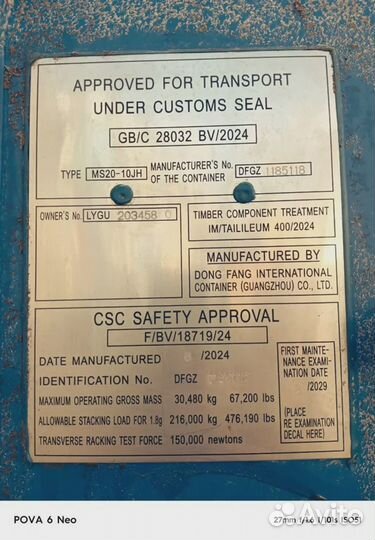 APPROVED FOR TRANSPORT
UNDER CUSTOMS SEAL
GB/C 28032 BV/2024
TYPE MS20-10JH MANUFACTURER'S No. OF THE CONTAINER DFGZ 1185118
OWNER'S No. LYGU 203458 0
TIMBER COMPONENT TREATMENT
IM/TAILILEUM 400/2024
MANUFACTURED BY
DONG FANG INTERNATIONAL
CONTAINER (GUANGZHOU) CO., LTD.
CSC SAFETY APPROVAL
F/BV/18719/24
DATE MANUFACTURED /2024
IDENTIFICATION No. DFGZ
MAXIMUM OPERATING GROSS MASS 30,480 kg 67,200 lbs
ALLOWABLE STACKING LOAD FOR 1.8g 216,000 kg 476,190 lbs
TRANSVERSE RACKING TEST FORCE 150,000 newtons
FIRST MAINTE-
NANCE EXAMI-
NATION DATE
/2029
(PLACE
RE EXAMINATION
DECAL HERE)
POVA 6 Neo
27mm
Avito